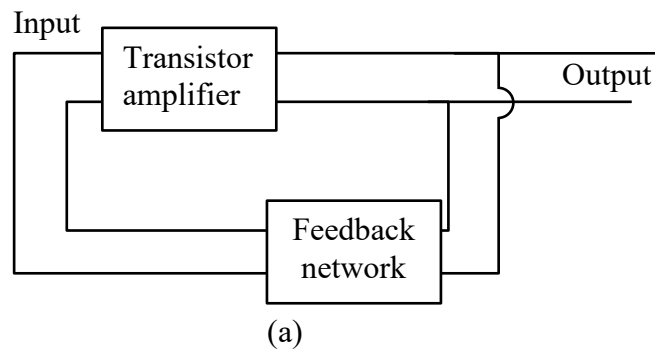 Input
Transistor
amplifier
Output
Feedback
network
(a)